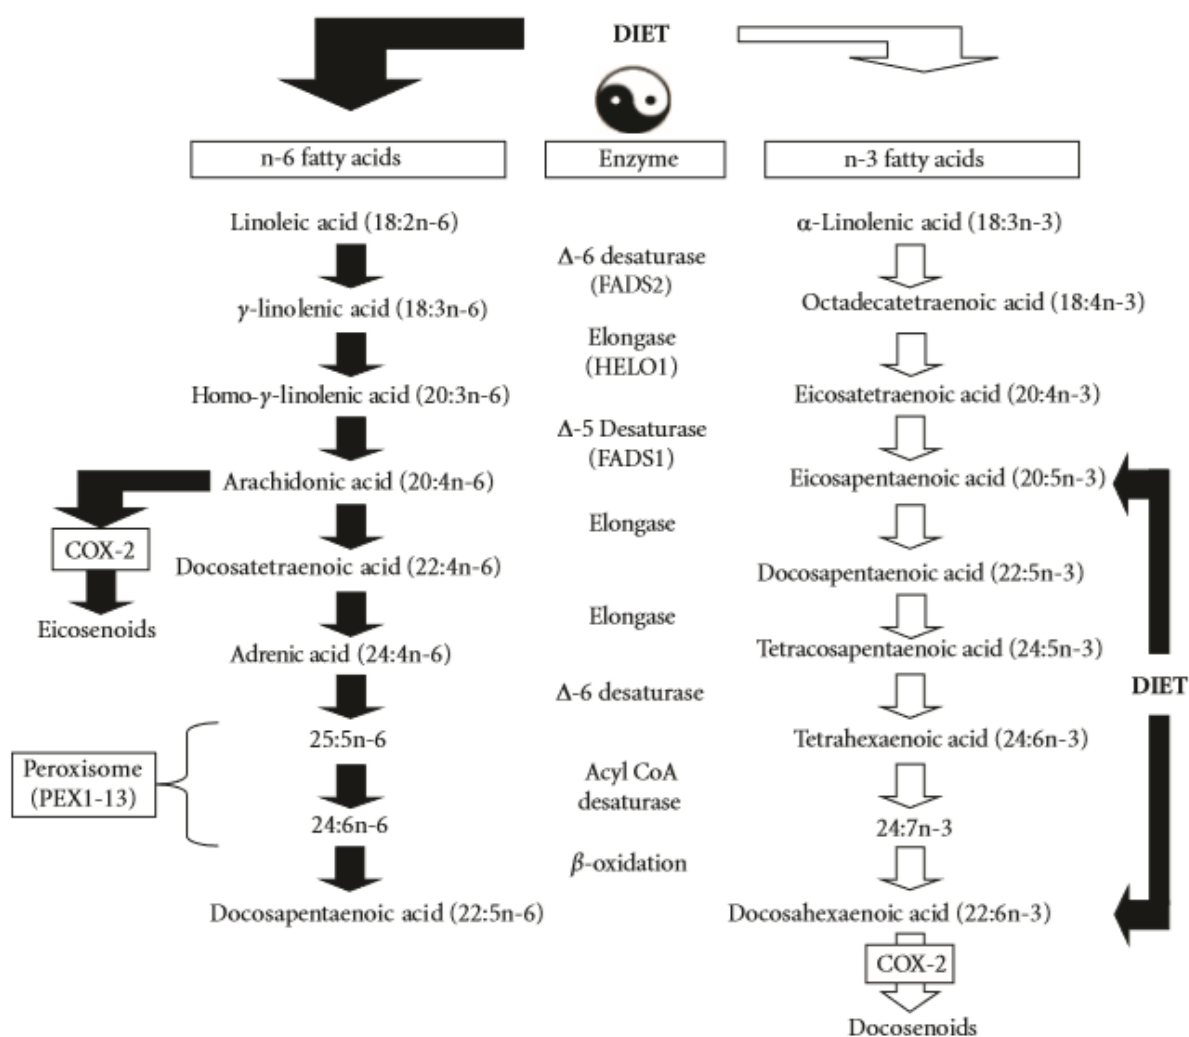 DIET
n-6 fatty acids
Enzyme
n-3 fatty acids
Linoleic acid (18:2n-6)
α-Linolenic acid (18:3n-3)
Δ-6 desaturase
(FADS2)
γ-linolenic acid (18:3n-6)
Octadecatetraenoic acid (18:4n-3)
Elongase
(HELO1)
Homo-γ-linolenic acid (20:3n-6)
Eicosatetraenoic acid (20:4n-3)
Δ-5 Desaturase
(FADS1)
Arachidonic acid (20:4n-6)
Eicosapentaenoic acid (20:5n-3)
Elongase
COX-2
Docosatetraenoic acid (22:4n-6)
Docosapentaenoic acid (22:5n-3)
Eicosenoids
Elongase
Adrenic acid (24:4n-6)
Tetracosapentaenoic acid (24:5n-3)
DIET
Δ-6 desaturase
25:5n-6
Tetrahexaenoic acid (24:6n-3)
Peroxisome
(PEX1-13)
Acyl CoA
desaturase
24:6n-6
24:7n-3
β-oxidation
Docosapentaenoic acid (22:5n-6)
Docosahexaenoic acid (22:6n-3)
COX-2
Docosenoids